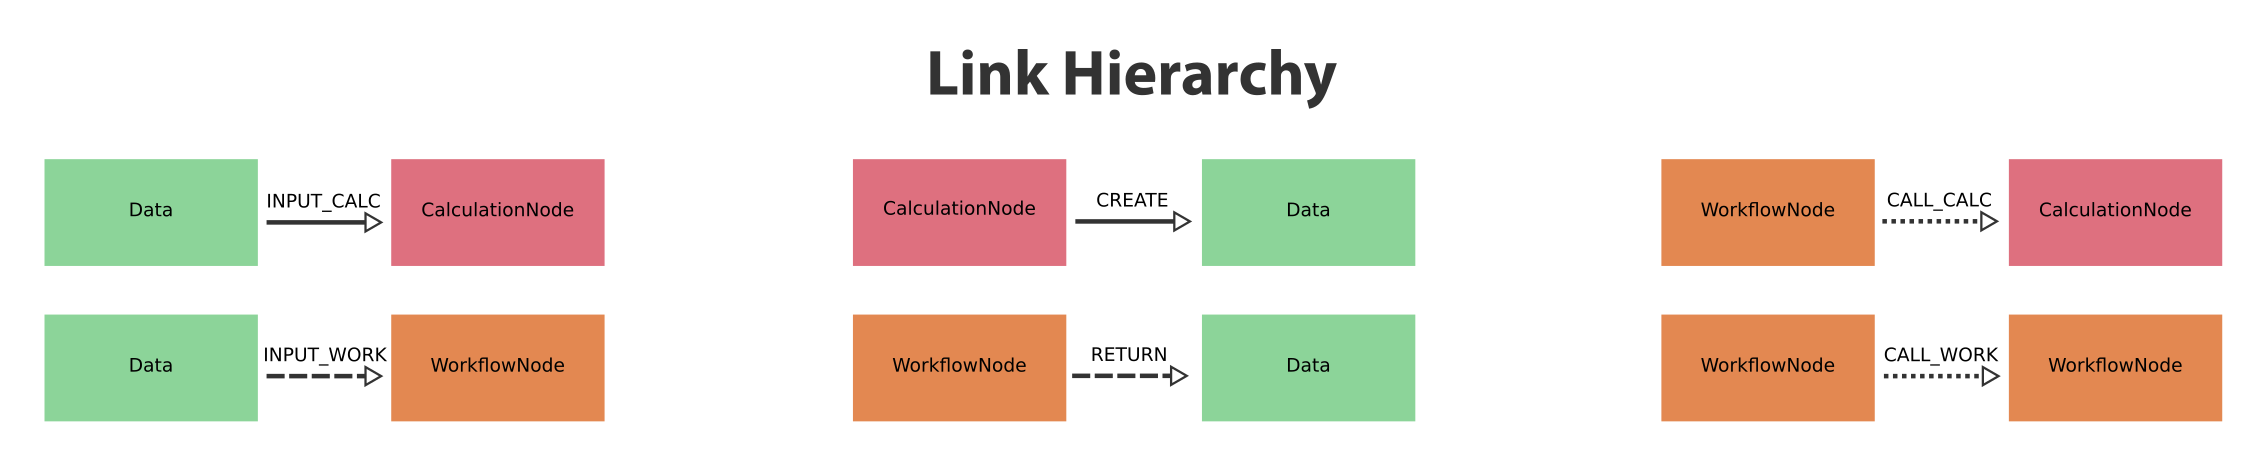 Link Hierarchy
Data
INPUT_CALC
CalculationNode
CalculationNode
CREATE
Data
WorkflowNode
CALL_CALC
CalculationNode
Data
INPUT_WORK
WorkflowNode
WorkflowNode
RETURN
Data
WorkflowNode
CALL_WORK
WorkflowNode